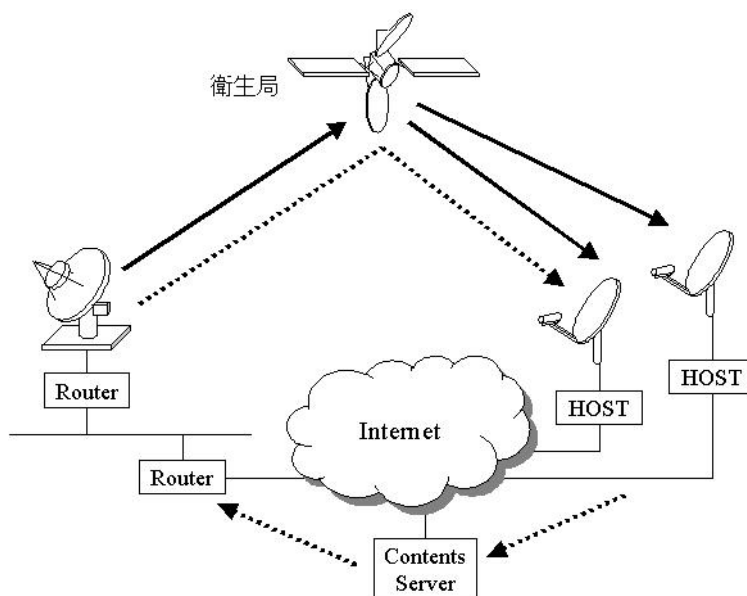 衛生局
Router
HOST
HOST
Internet
Router
Contents
Server